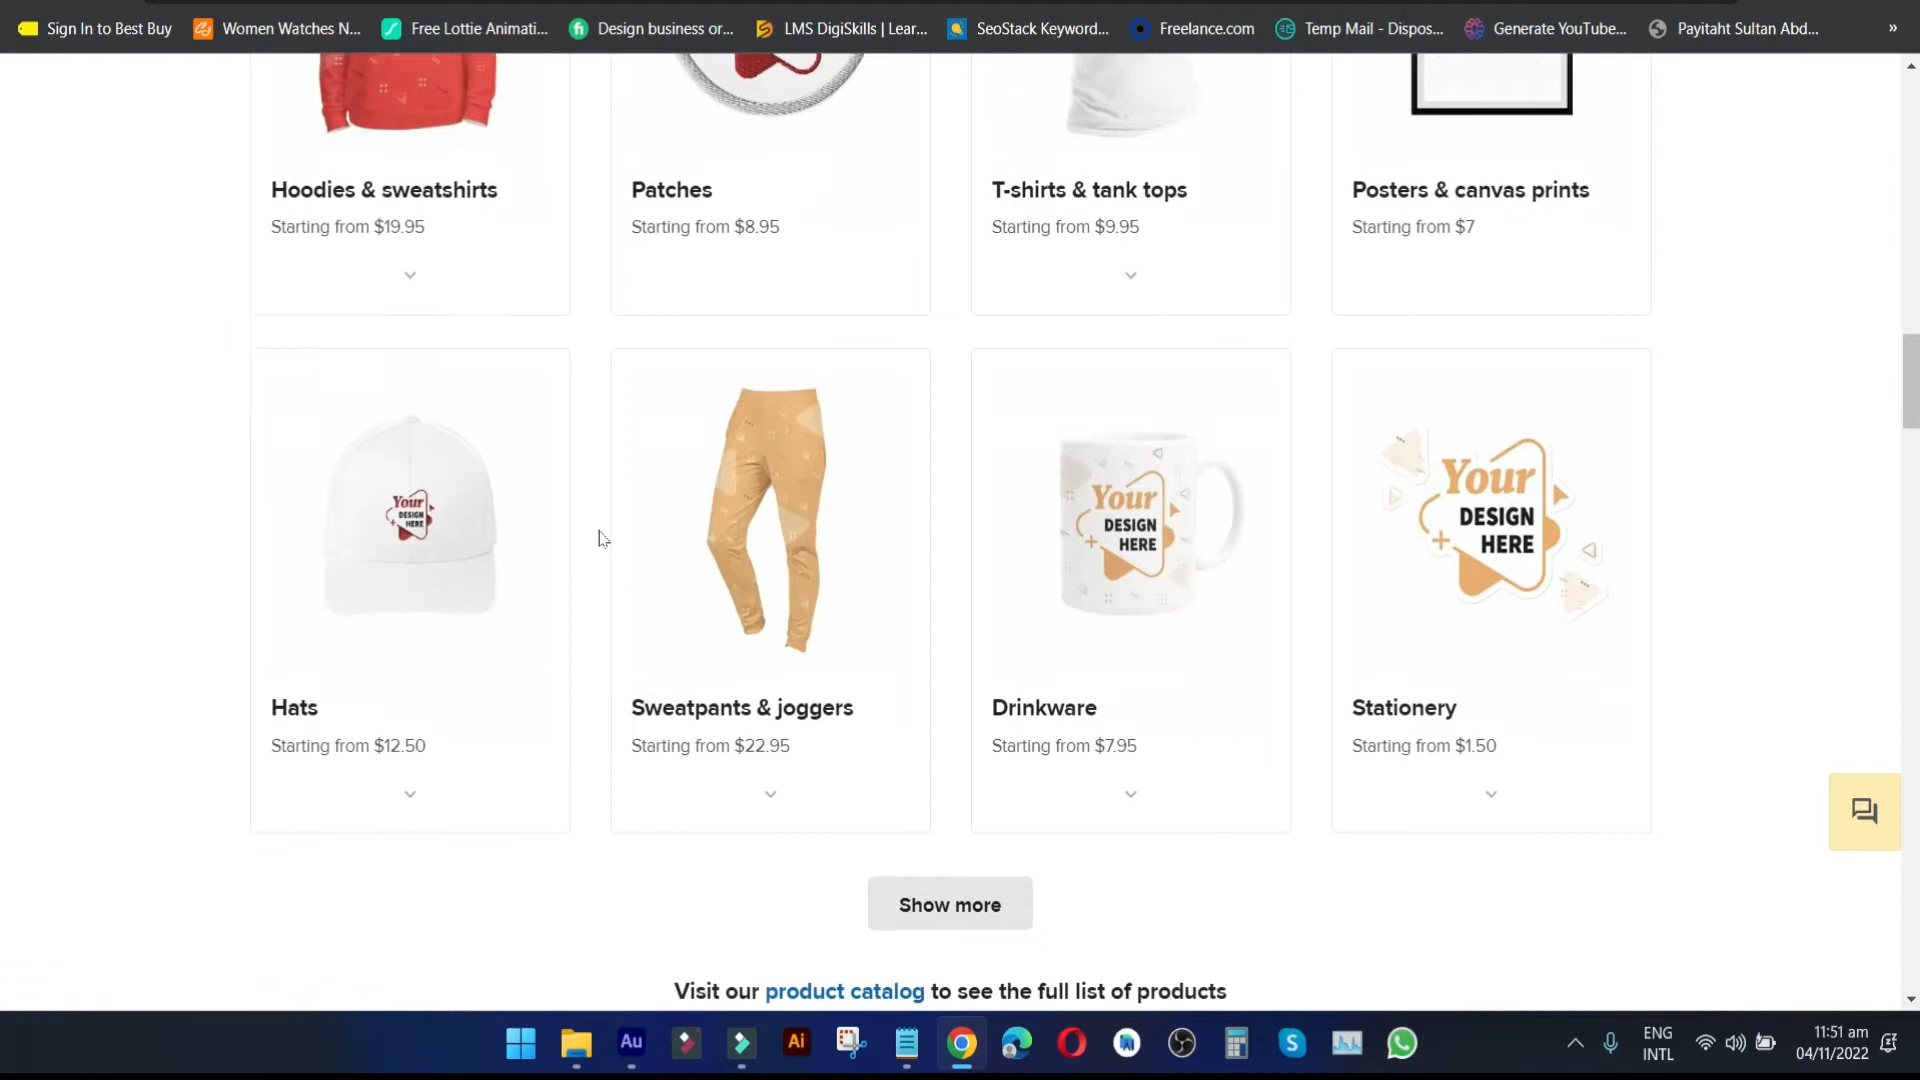 Sign In to Best Buy
Women Watches N...
Free Lottie Animati...
Design business or...
LMS DigiSkills | Lear...
SeoStack Keyword...
Freelance.com
Temp Mail - Dispos...
Generate YouTube...
Payitaht Sultan Abd...
»
Hoodies & sweatshirts
Starting from $19.95
Patches
Starting from $8.95
T-shirts & tank tops
Starting from $9.95
Posters & canvas prints
Starting from $7
Your
DESIGN
HERE
Hats
Starting from $12.50
Sweatpants & joggers
Starting from $22.95
Your
DESIGN
HERE
Drinkware
Starting from $7.95
Your
DESIGN
HERE
Stationery
Starting from $1.50
Show more
Visit our product catalog to see the full list of products
Au
Ai
ENG
INTL
11:51 am
04/11/2022